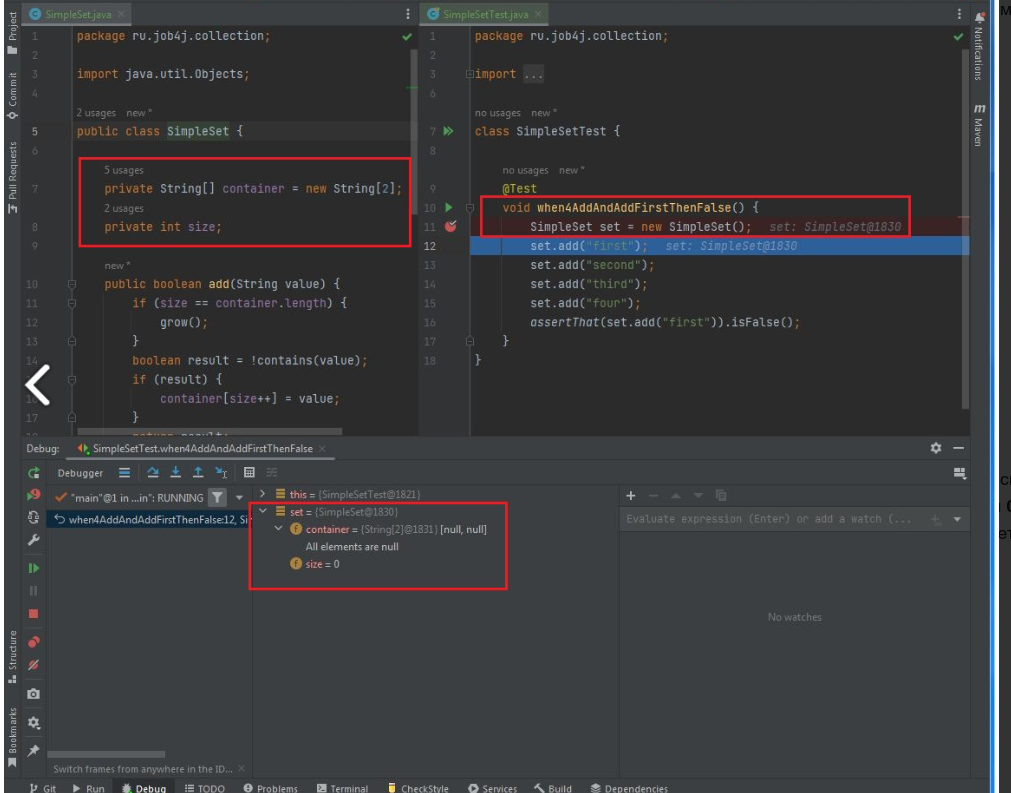 SimpleSet.java
SimpleSetTest.java
Project
Commit
Pull Requests
Structure
Bookmarks
Notifications
m
Maven
1 package ru.job4j.collection;
2
3 import java.util.Objects;
4
2 usages new *
5 public class SimpleSet {
6
5 usages
7 private String[] container = new String[2];
2 usages
8 private int size;
9
new *
10 public boolean add(String value) {
11 if (size == container.length) {
12 grow();
13 }
14 boolean result = !contains(value);
if (result) {
16 container[size++] = value;
17 }
1 package ru.job4j.collection;
2
3 import ...
6
no usages new *
7 class SimpleSetTest {
8
no usages new *
9 @Test
10 void when4AddAndAddFirstThenFalse() {
11 SimpleSet set = new SimpleSet(); set: SimpleSet@1830
12 set.add("first"); set: SimpleSet@1830
13 set.add("second");
14 set.add("third");
15 set.add("four");
16 assertThat(set.add("first")).isFalse();
17 }
18 }
Debug: SimpleSetTest.when4AddAndAddFirstThenFalse
Debugger
"main"@1 in ...in": RUNNING
when4AddAndAddFirstThenFalse:12, Si
this = {SimpleSetTest@1821}
set = {SimpleSet@1830}
f container = {String[2]@1831} [null, null]
All elements are null
f size = 0
Evaluate expression (Enter) or add a watch (...
No watches
Switch frames from anywhere in the ID...
Git Run Debug TODO Problems Terminal CheckStyle Services Build Dependencies